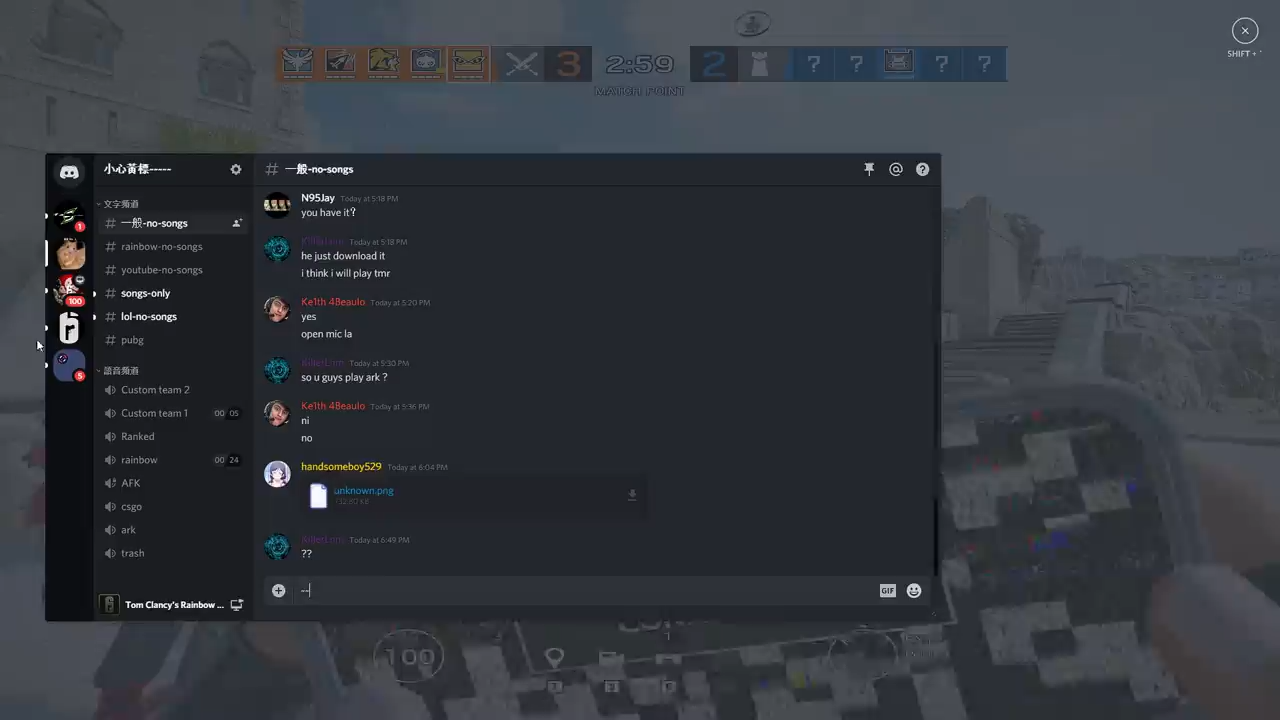 SHIFT + `
3 2:59 2 ? ? ? ?
MATCH POINT
小心黃標-----
文字頻道
一般-no-songs
rainbow-no-songs
youtube-no-songs
songs-only
lol-no-songs
pubg
語音頻道
Custom team 2
Custom team 1 00 05
Ranked
rainbow 00 24
AFK
csgo
ark
trash
Tom Clancy's Rainbow ...
1
100
5
一般-no-songs
N95Jay Today at 5:18 PM
you have it?
Today at 5:18 PM
he just download it
i think i will play tmr
Ke1th 4Beaulo Today at 5:20 PM
yes
open mic la
Today at 5:30 PM
so u guys play ark ?
Ke1th 4Beaulo Today at 5:36 PM
ni
no
handsomeboy529 Today at 6:04 PM
unknown.png
Today at 6:49 PM
??
--
GIF
100